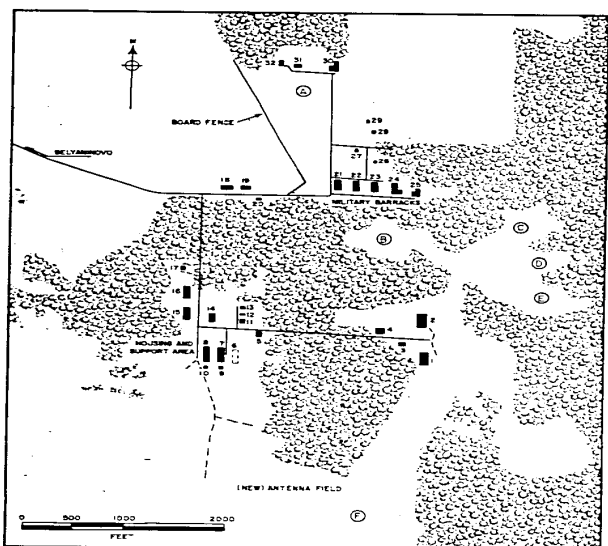 N
32 31 30
A
29
BOARD FENCE
28
27
26
BELYANINOVO
18 19
21 22 23 24 25
MILITARY BARRACKS
C
B
D
17
E
16
14
13
12
11
2
15
4
5
3
HOUSING AND
SUPPORT AREA
8 7 6
1
10 9
(NEW) ANTENNA FIELD
F
0 500 1000 2000
FEET